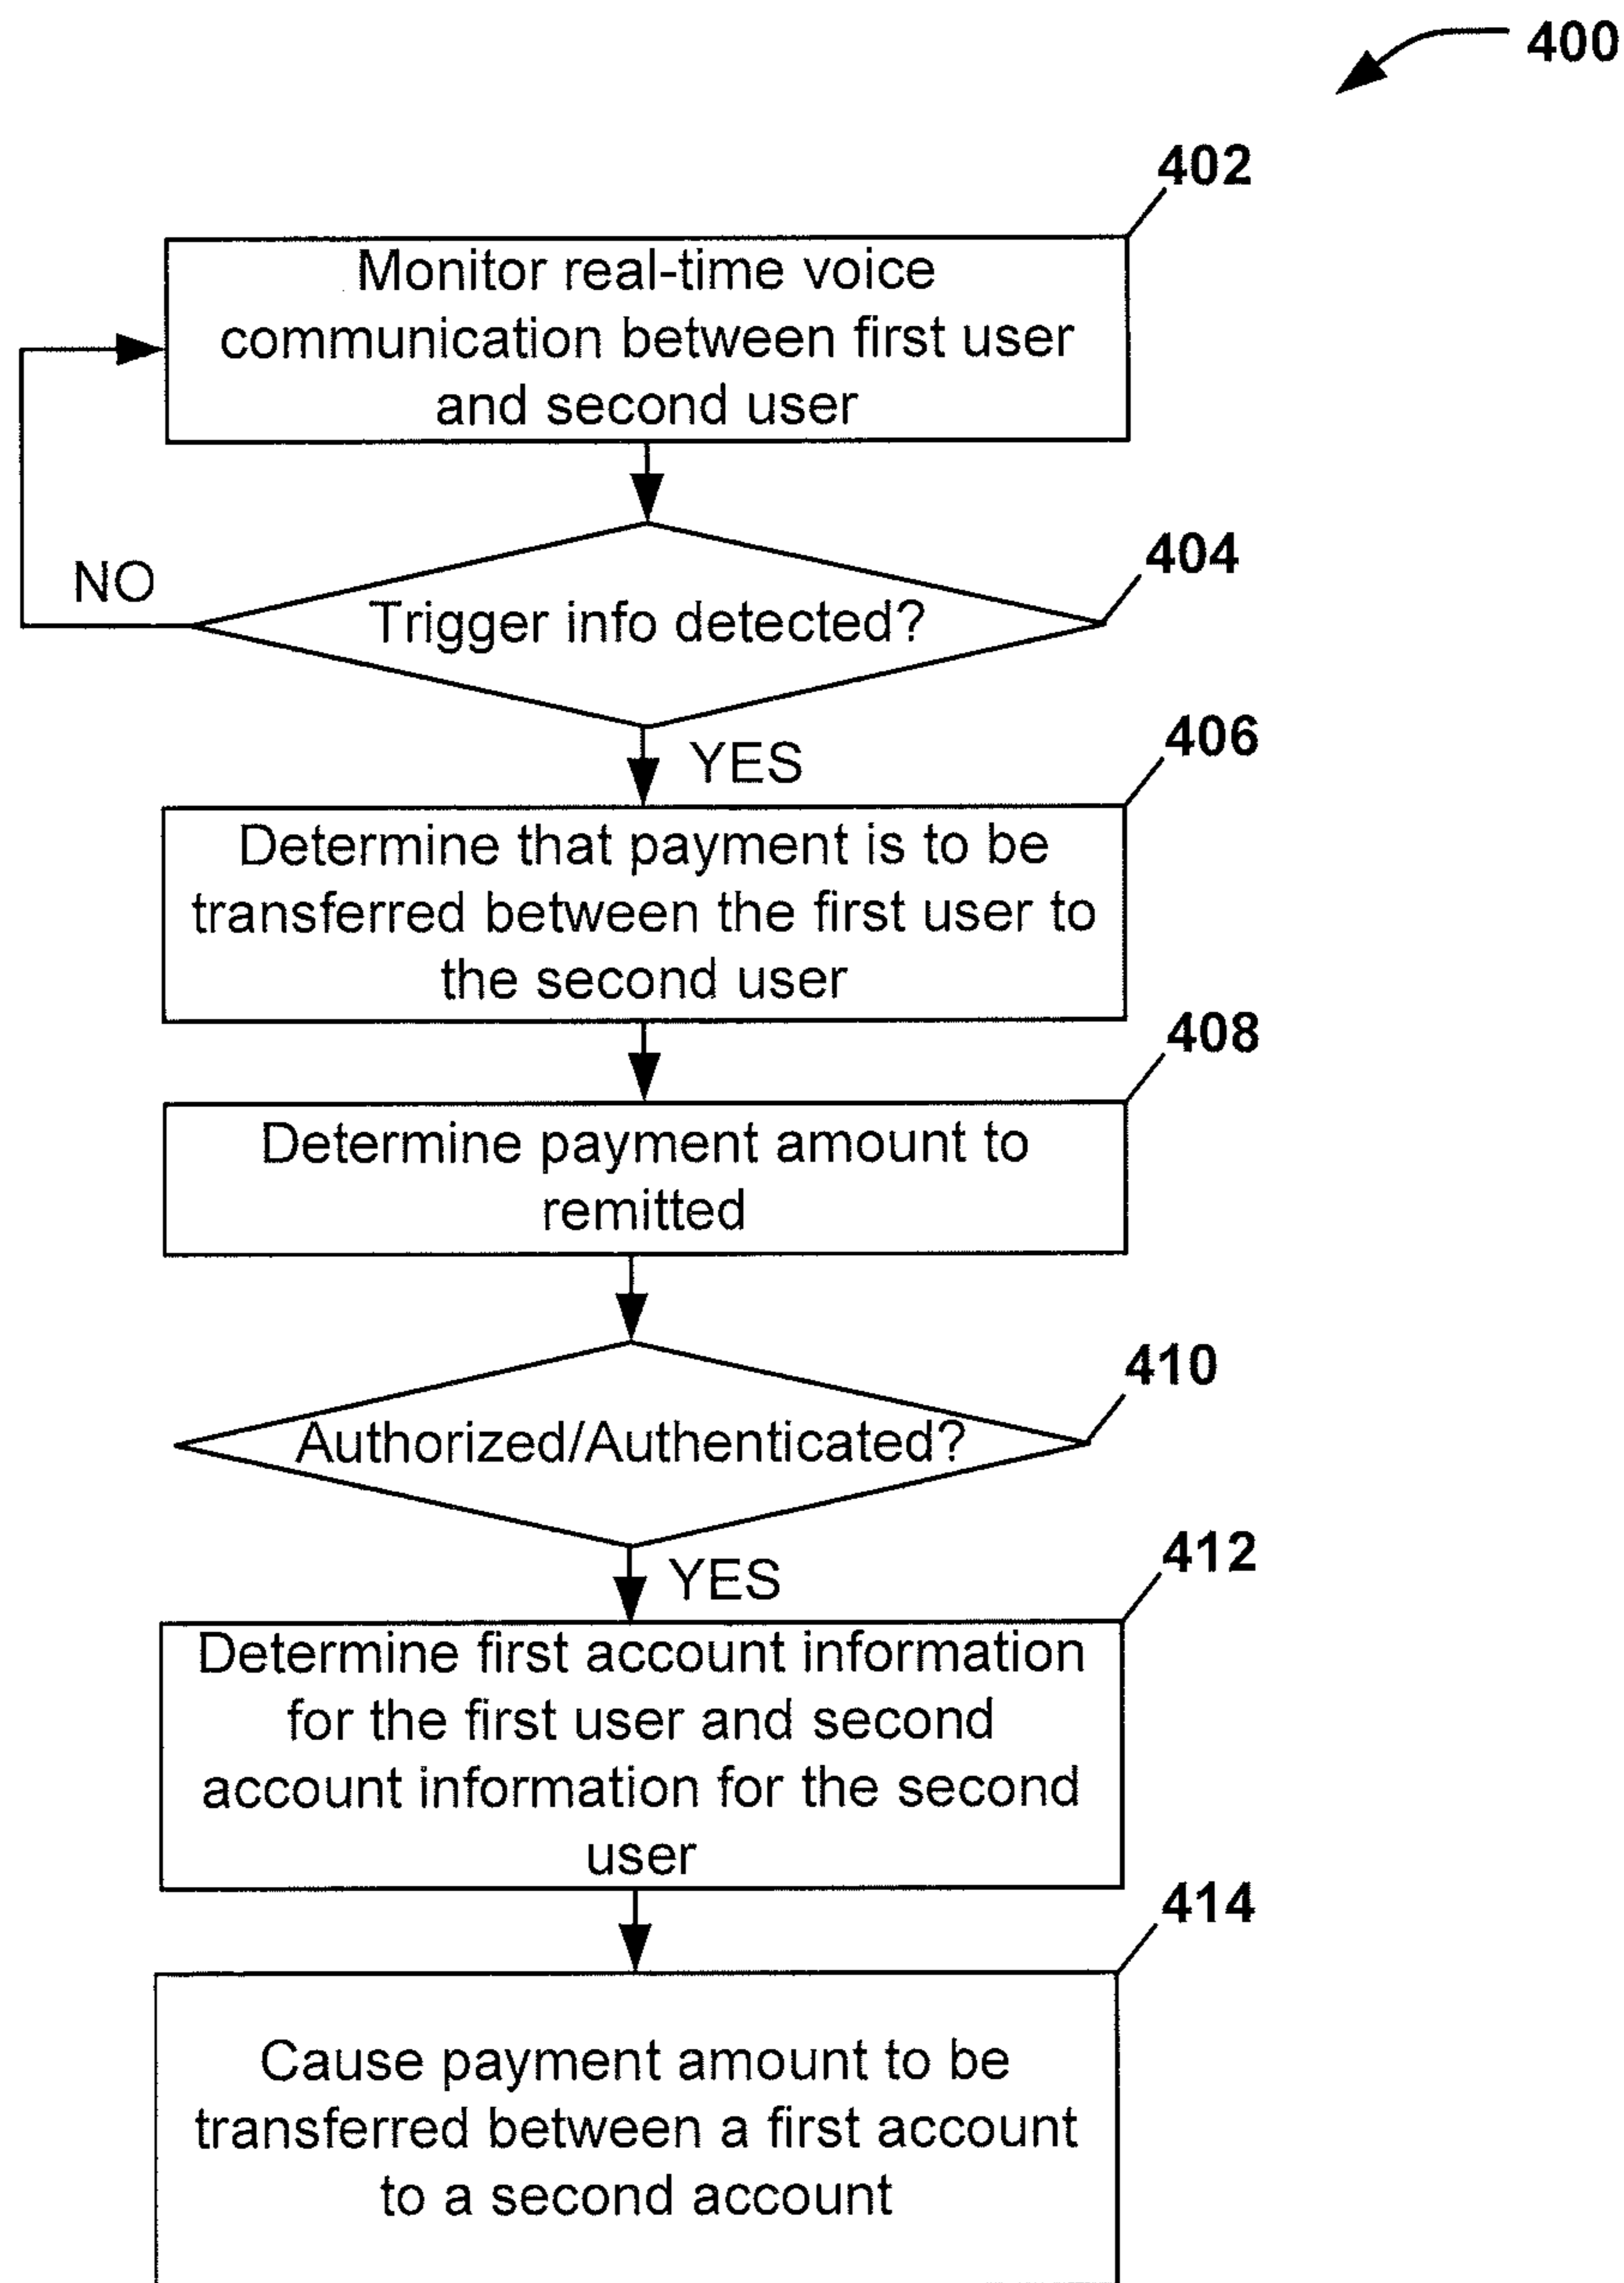 400
402
Monitor real-time voice
communication between first user
and second user
404
NO
Trigger info detected?
406
YES
Determine that payment is to be
transferred between the first user to
the second user
408
Determine payment amount to
remitted
410
Authorized/Authenticated?
412
YES
Determine first account information
for the first user and second
account information for the second
user
414
Cause payment amount to be
transferred between a first account
to a second account